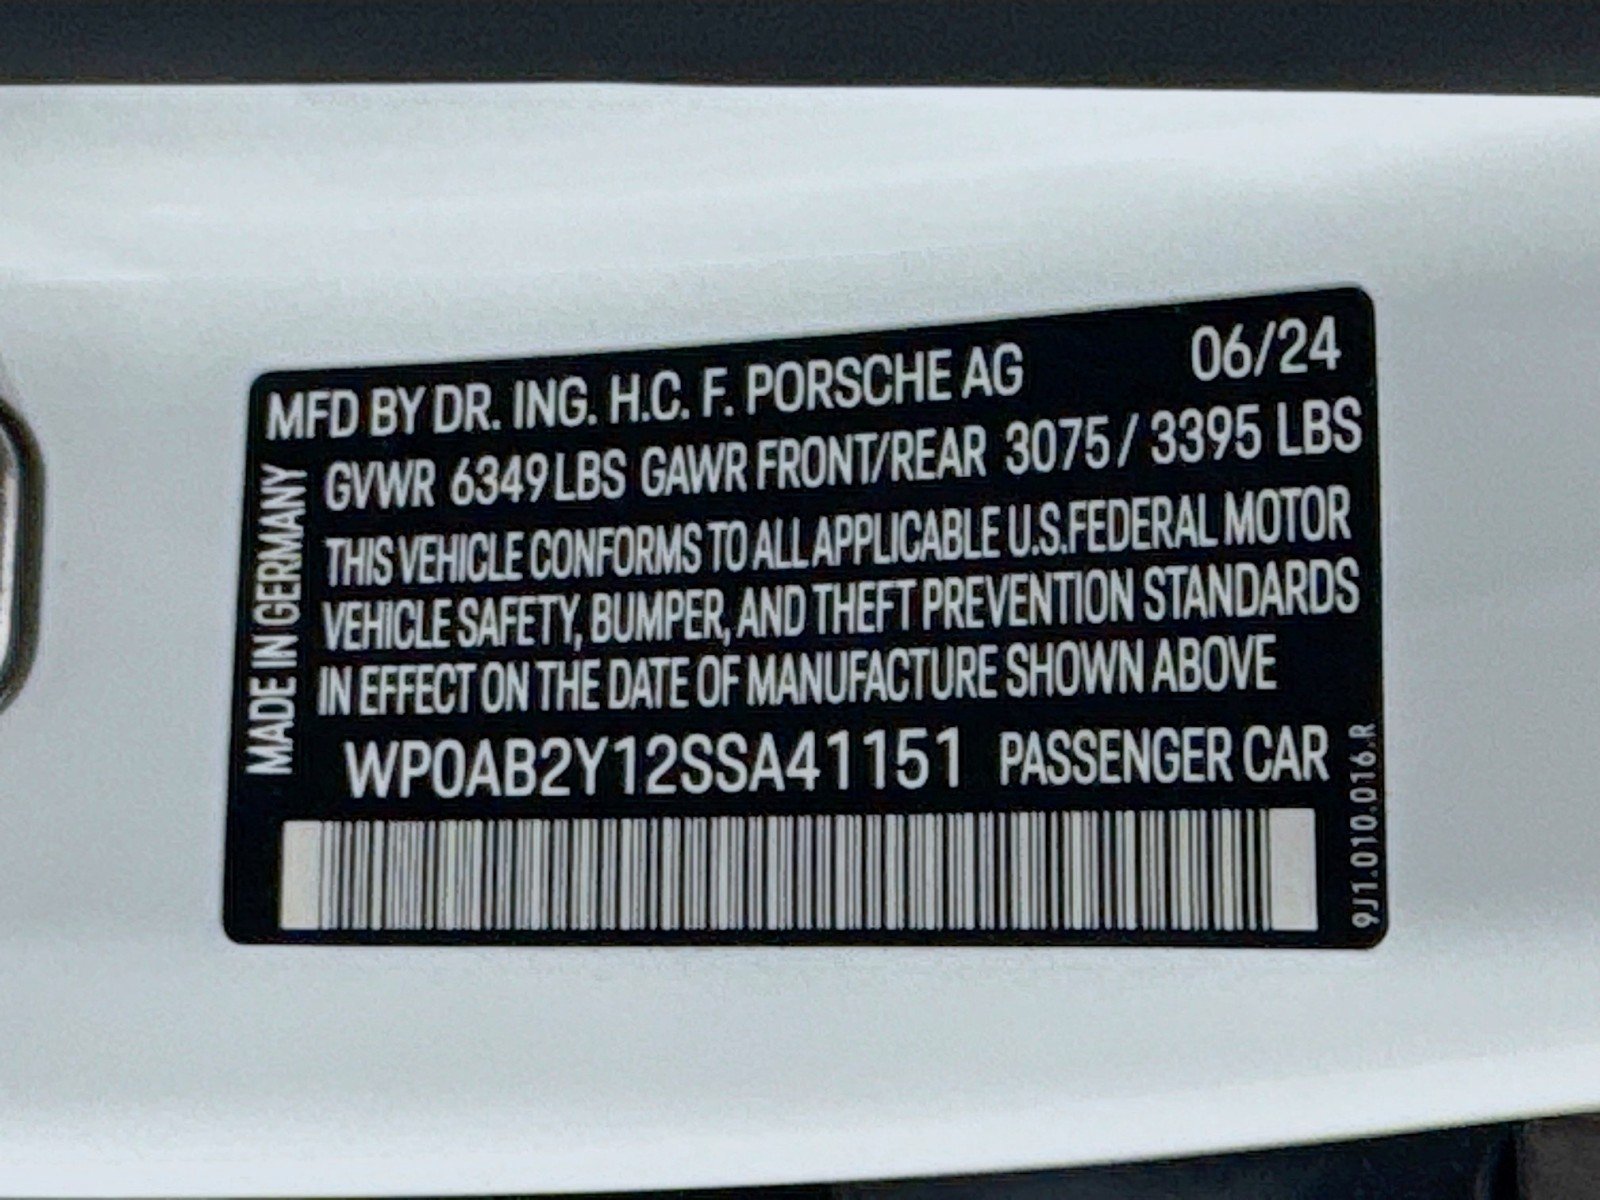 MFD BY DR. ING. H.C. F. PORSCHE AG 06/24
GVWR 6349 LBS GAWR FRONT/REAR 3075 / 3395 LBS
THIS VEHICLE CONFORMS TO ALL APPLICABLE U.S.FEDERAL MOTOR
VEHICLE SAFETY, BUMPER, AND THEFT PREVENTION STANDARDS
IN EFFECT ON THE DATE OF MANUFACTURE SHOWN ABOVE
WP0AB2Y12SSA41151 PASSENGER CAR
MADE IN GERMANY
9J1.010.016.R